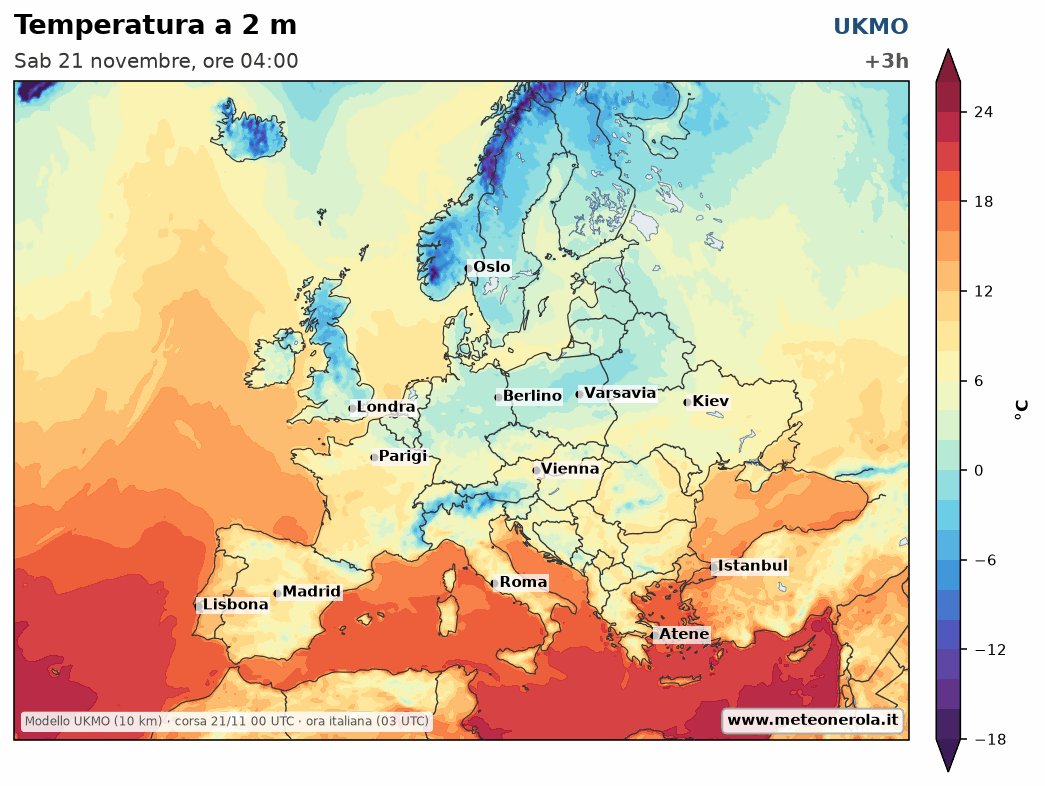 Temperatura a 2 m
UKMO
Sab 21 novembre, ore 04:00
+3h
24
18
12
6
0
−6
−12
−18
°C
Oslo
Londra
Berlino
Varsavia
Kiev
Parigi
Vienna
Istanbul
Roma
Madrid
Lisbona
Atene
Modello UKMO (10 km) · corsa 21/11 00 UTC · ora italiana (03 UTC)
www.meteonerola.it